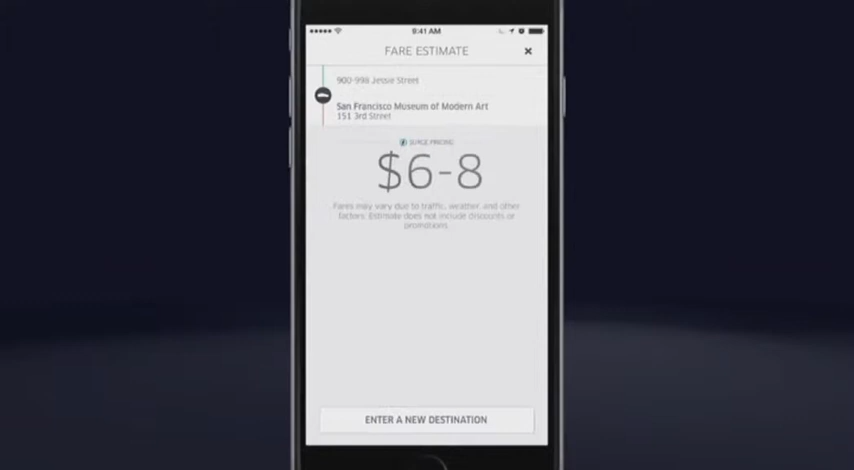 9:41 AM
FARE ESTIMATE
900-998 Jessie Street
San Francisco Museum of Modern Art
151 3rd Street
SURGE PRICING
$6-8
Fares may vary due to traffic, weather, and other
factors. Estimate does not include discounts or
promotions.
ENTER A NEW DESTINATION